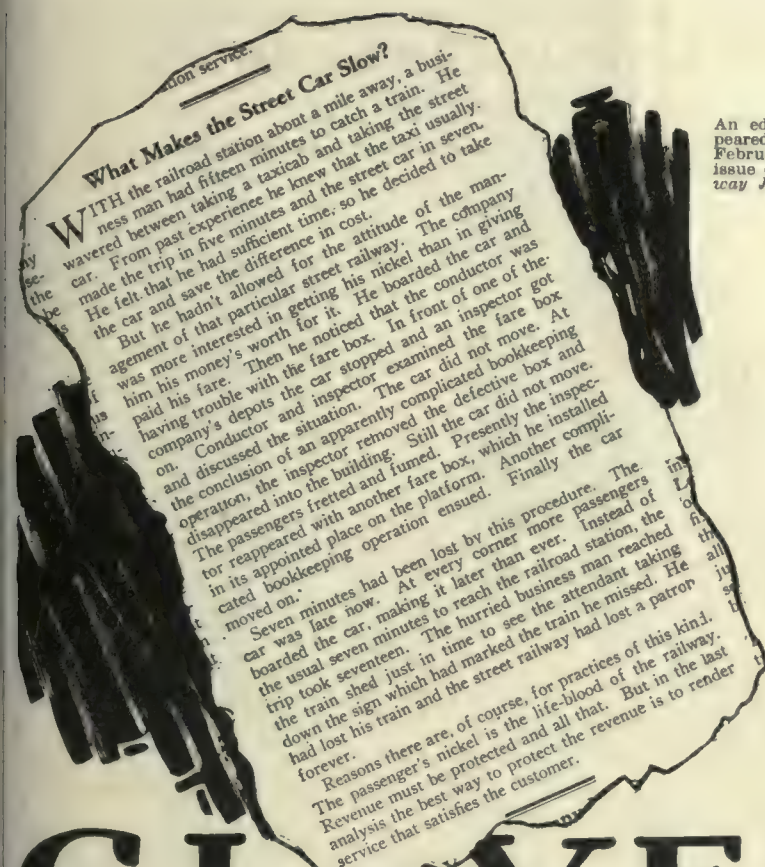 tion service.
What Makes the Street Car Slow?
WITH the railroad station about a mile away, a busi-
ness man had fifteen minutes to catch a train. He
wavered between taking a taxicab and taking the street
car. From past experience he knew that the taxi usually
made the trip in five minutes and the street car in seven.
He felt that he had sufficient time, so he decided to take
the car and save the difference in cost.
But he hadn't allowed for the attitude of the man-
agement of that particular street railway. The company
was more interested in getting his nickel than in giving
him his money's worth for it. He boarded the car and
paid his fare. Then he noticed that the conductor was
having trouble with the fare box. In front of one of the
company's depots the car stopped and an inspector got
on. Conductor and inspector examined the fare box
and discussed the situation. The car did not move. At
the conclusion of an apparently complicated bookkeeping
operation, the inspector removed the defective box and
disappeared into the building. Still the car did not move.
The passengers fretted and fumed. Presently the inspec-
tor reappeared with another fare box, which he installed
in its appointed place on the platform. Another compli-
cated bookkeeping operation ensued. Finally the car
moved on.
Seven minutes had been lost by this procedure. The
car was late now. At every corner more passengers
boarded the car, making it later than ever. Instead of
the usual seven minutes to reach the railroad station, the
trip took seventeen. The hurried business man reached
the train shed just in time to see the attendant taking
down the sign which had marked the train he missed. He
had lost his train and the street railway had lost a patron
forever.
Reasons there are, of course, for practices of this kind.
The passenger's nickel is the life-blood of the railway.
Revenue must be protected and all that. But in the last
analysis the best way to protect the revenue is to render
service that satisfies the customer.
An ed
peared
Febru
issue
way J